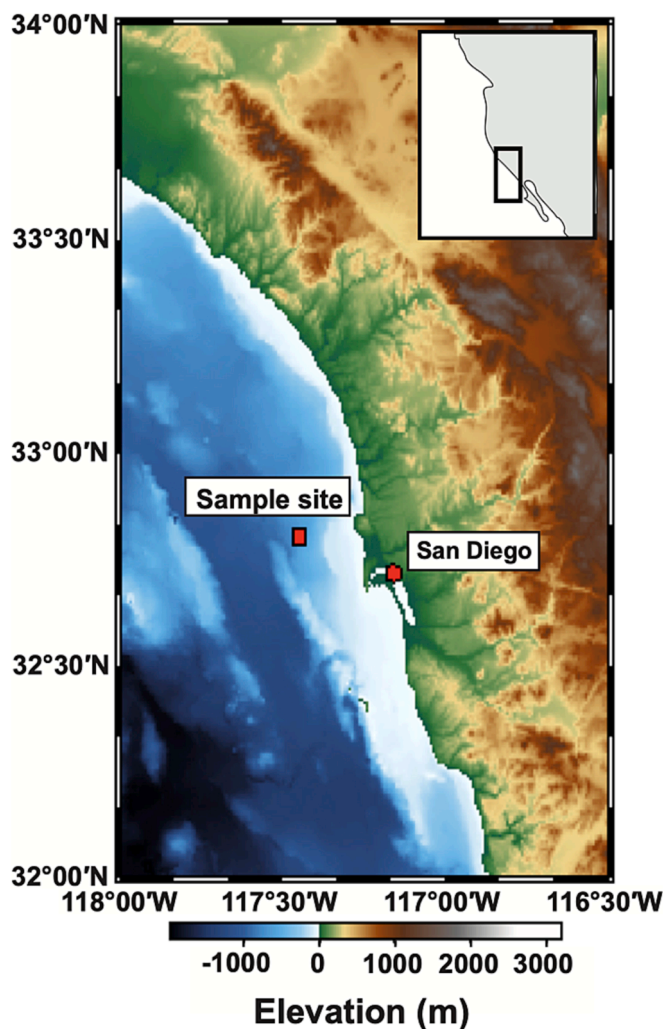 34°00′N
33°30′N
33°00′N
Sample site
San Diego
32°30′N
32°00′N
118°00′W 117°30′W 117°00′W 116°30′W
-1000 0 1000 2000 3000
Elevation (m)